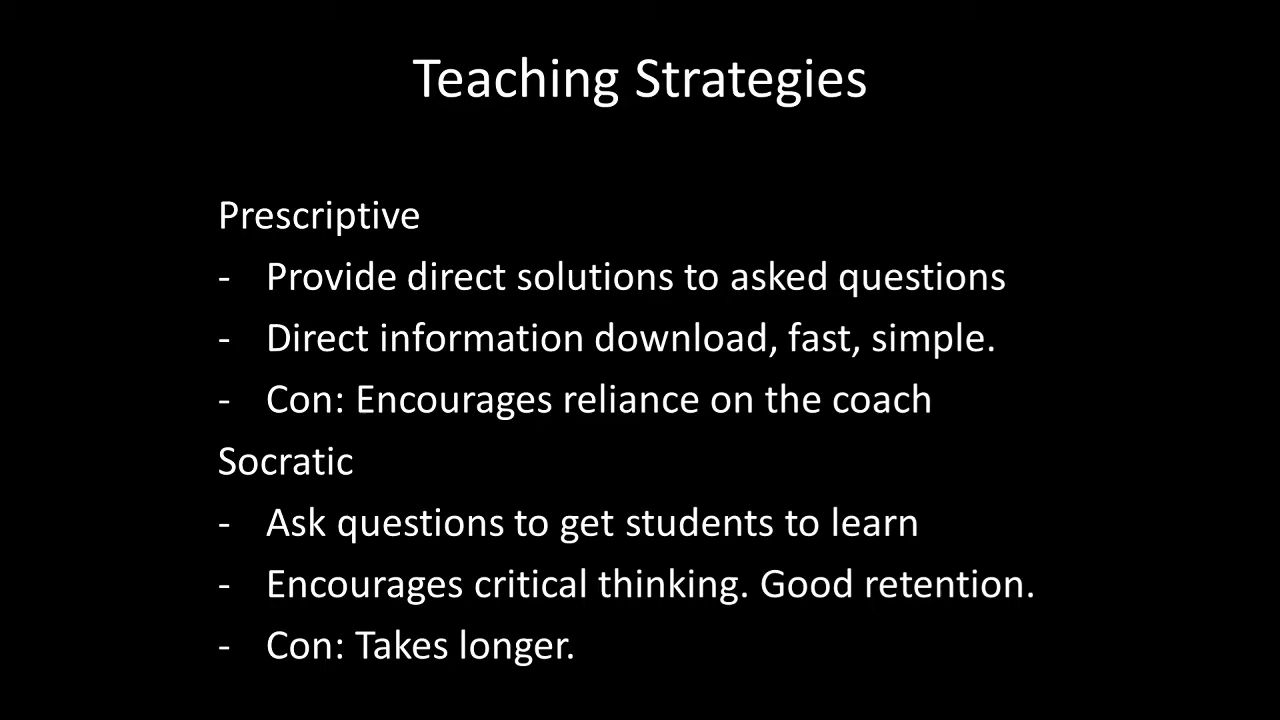 Teaching Strategies
Prescriptive
- Provide direct solutions to asked questions
- Direct information download, fast, simple.
- Con: Encourages reliance on the coach
Socratic
- Ask questions to get students to learn
- Encourages critical thinking. Good retention.
- Con: Takes longer.